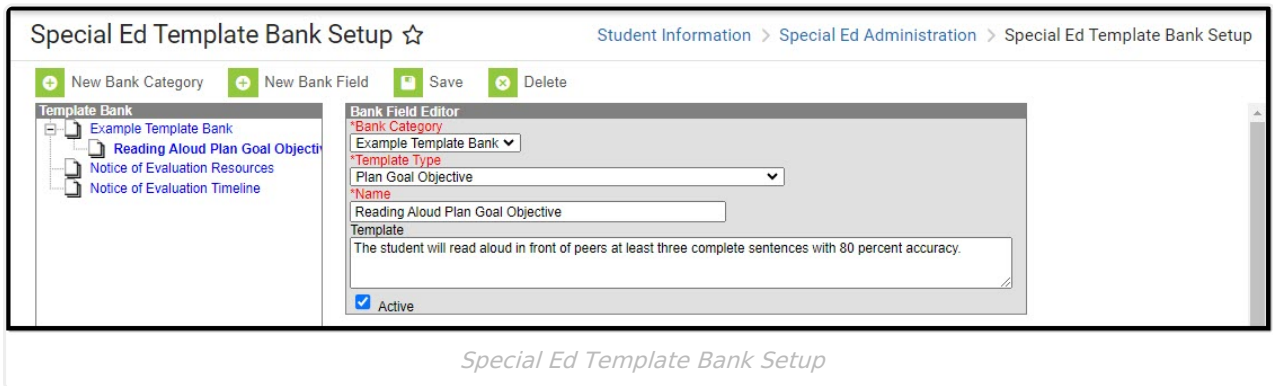 Special Ed Template Bank Setup
Student Information > Special Ed Administration > Special Ed Template Bank Setup
New Bank Category New Bank Field Save Delete
Template Bank
Example Template Bank
Reading Aloud Plan Goal Objectiv
Notice of Evaluation Resources
Notice of Evaluation Timeline
Bank Field Editor
*Bank Category
Example Template Bank
*Template Type
Plan Goal Objective
*Name
Reading Aloud Plan Goal Objective
Template
The student will read aloud in front of peers at least three complete sentences with 80 percent accuracy.
Active
Special Ed Template Bank Setup